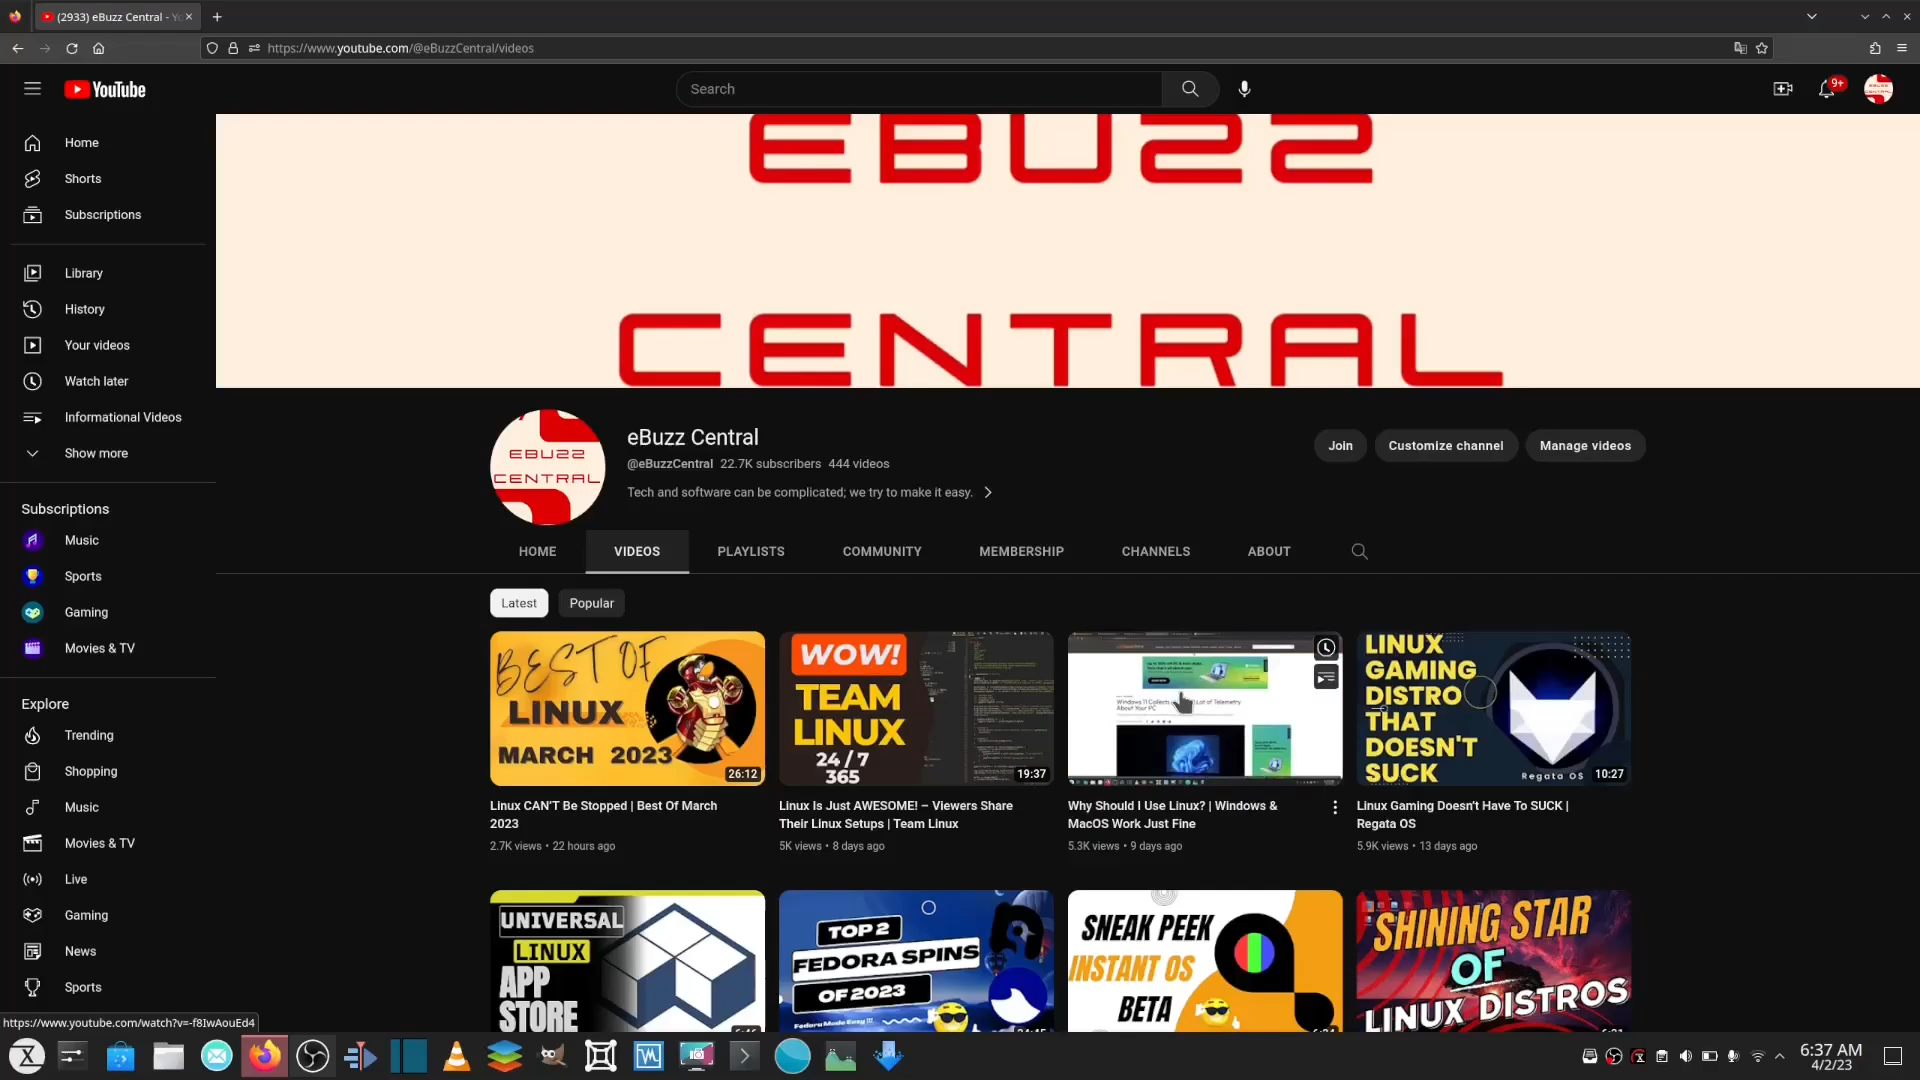 (2933) eBuzz Central - Yo
https://www.youtube.com/@eBuzzCentral/videos
YouTube
Search
9+
Home
Shorts
Subscriptions
Library
History
Your videos
Watch later
Informational Videos
Show more
Subscriptions
Music
Sports
Gaming
Movies & TV
Explore
Trending
Shopping
Music
Movies & TV
Live
Gaming
News
Sports
EBUZZ
CENTRAL
EBUZZ
CENTRAL
eBuzz Central
@eBuzzCentral 22.7K subscribers 444 videos
Tech and software can be complicated; we try to make it easy.
Join
Customize channel
Manage videos
HOME
VIDEOS
PLAYLISTS
COMMUNITY
MEMBERSHIP
CHANNELS
ABOUT
Latest
Popular
BEST OF
LINUX
MARCH 2023
26:12
Linux CAN'T Be Stopped | Best Of March
2023
2.7K views • 22 hours ago
WOW!
TEAM
LINUX
24 / 7
365
19:37
Linux Is Just AWESOME! – Viewers Share
Their Linux Setups | Team Linux
5K views • 8 days ago
Why Should I Use Linux? | Windows &
MacOS Work Just Fine
5.3K views • 9 days ago
LINUX
GAMING
DISTRO
THAT
DOESN'T
SUCK
Regata OS
10:27
Linux Gaming Doesn't Have To SUCK |
Regata OS
5.9K views • 13 days ago
UNIVERSAL
LINUX
APP
STORE
TOP 2
FEDORA SPINS
OF 2023
Fedora Made Easy !!!
SNEAK PEEK
INSTANT OS
BETA
SHINING STAR
OF
LINUX DISTROS
https://www.youtube.com/watch?v=-f8IwAouEd4
6:37 AM
4/2/23